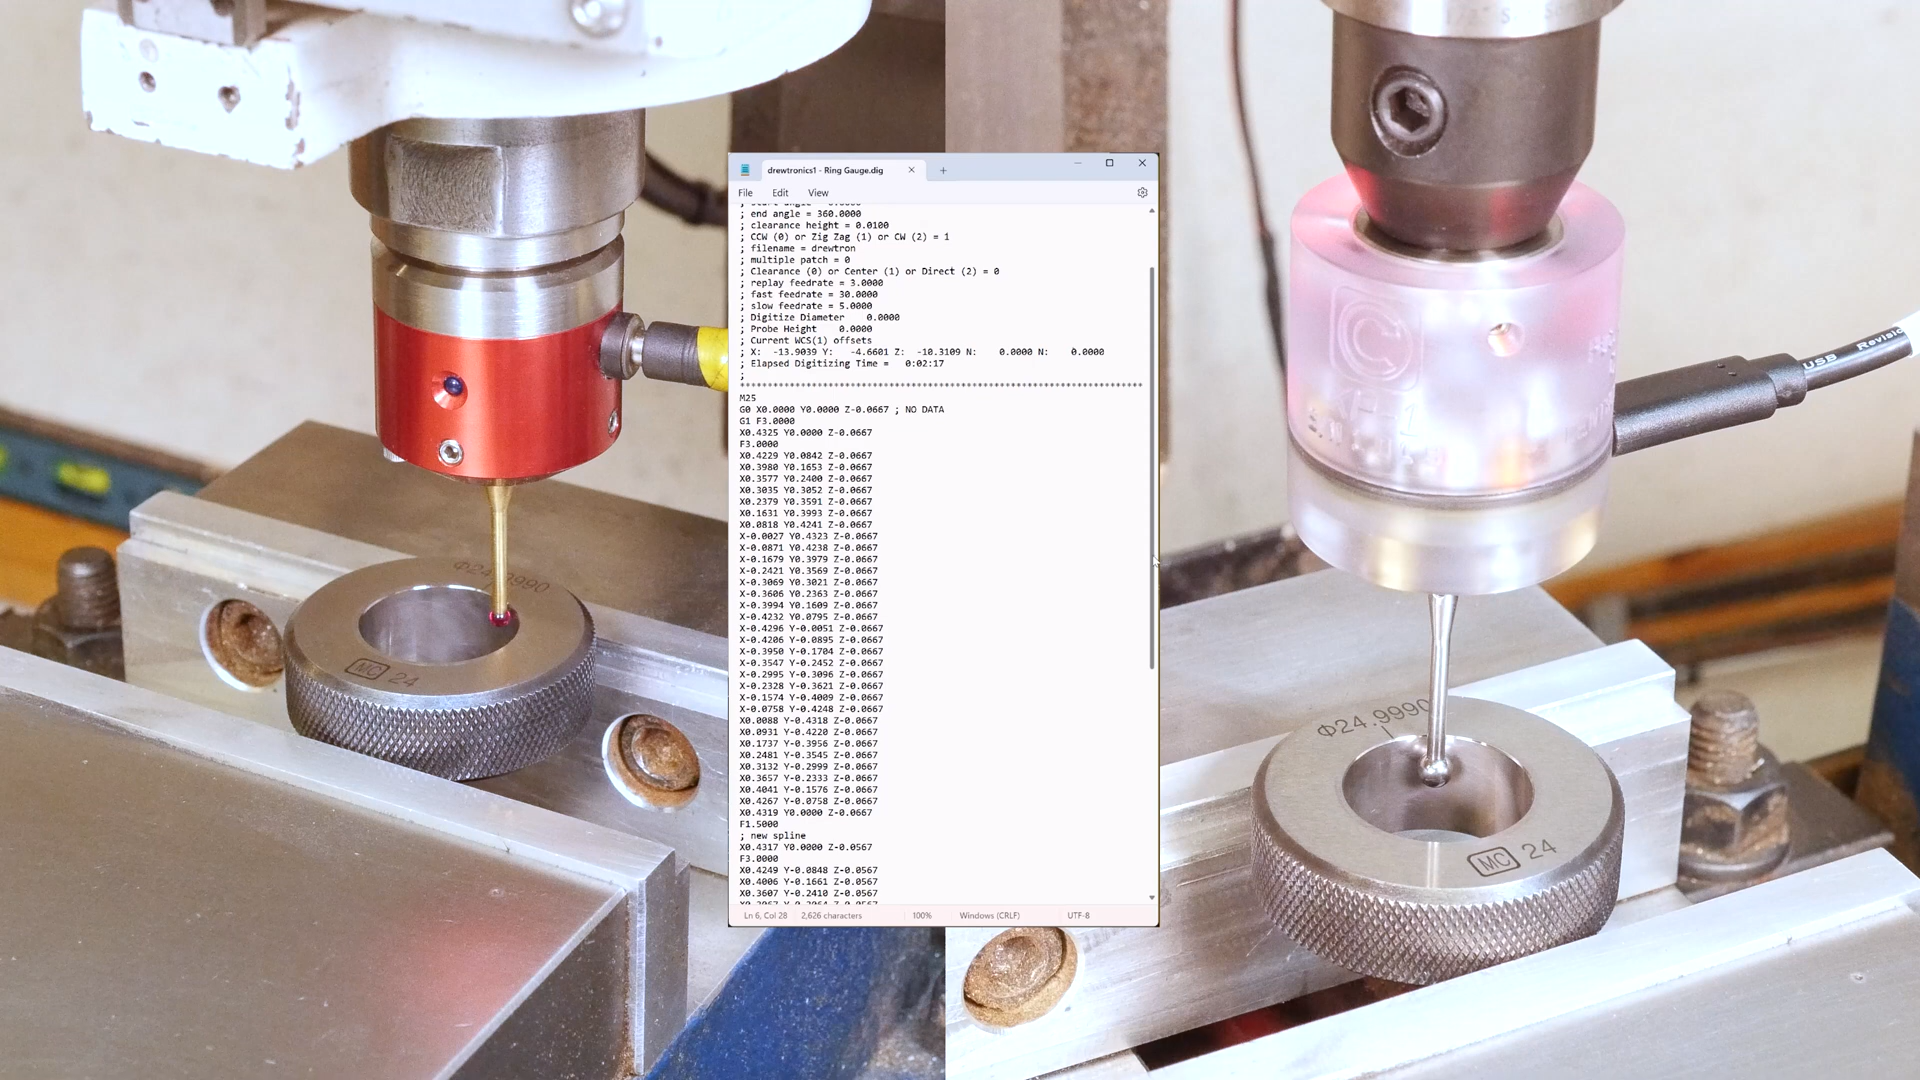 drewtronics1 - Ring Gauge.dig
File Edit View
; end angle = 360.0000
; clearance height = 0.0100
; CCW (0) or Zig Zag (1) or CW (2) = 1
; filename = drewtron
; multiple patch = 0
; Clearance (0) or Center (1) or Direct (2) = 0
; replay feedrate = 3.0000
; fast feedrate = 30.0000
; slow feedrate = 5.0000
; Digitize Diameter 0.0000
; Probe Height 0.0000
; Current WCS(1) offsets
; X: -13.9039 Y: -4.6601 Z: -10.3109 N: 0.0000 N: 0.0000
; Elapsed Digitizing Time = 0:02:17
;
M25
G0 X0.0000 Y0.0000 Z-0.0667 ; NO DATA
G1 F3.0000
X0.4325 Y0.0000 Z-0.0667
F3.0000
X0.4229 Y0.0842 Z-0.0667
X0.3980 Y0.1653 Z-0.0667
X0.3577 Y0.2400 Z-0.0667
X0.3035 Y0.3052 Z-0.0667
X0.2379 Y0.3591 Z-0.0667
X0.1631 Y0.3993 Z-0.0667
X0.0818 Y0.4241 Z-0.0667
X-0.0027 Y0.4323 Z-0.0667
X-0.0871 Y0.4238 Z-0.0667
X-0.1679 Y0.3979 Z-0.0667
X-0.2421 Y0.3569 Z-0.0667
X-0.3069 Y0.3021 Z-0.0667
X-0.3606 Y0.2363 Z-0.0667
X-0.3994 Y0.1609 Z-0.0667
X-0.4232 Y0.0795 Z-0.0667
X-0.4296 Y-0.0051 Z-0.0667
X-0.4206 Y-0.0895 Z-0.0667
X-0.3950 Y-0.1704 Z-0.0667
X-0.3547 Y-0.2452 Z-0.0667
X-0.2995 Y-0.3096 Z-0.0667
X-0.2328 Y-0.3621 Z-0.0667
X-0.1574 Y-0.4009 Z-0.0667
X-0.0758 Y-0.4248 Z-0.0667
X0.0088 Y-0.4318 Z-0.0667
X0.0931 Y-0.4220 Z-0.0667
X0.1737 Y-0.3956 Z-0.0667
X0.2481 Y-0.3545 Z-0.0667
X0.3132 Y-0.2999 Z-0.0667
X0.3657 Y-0.2333 Z-0.0667
X0.4041 Y-0.1576 Z-0.0667
X0.4267 Y-0.0758 Z-0.0667
X0.4319 Y0.0000 Z-0.0667
F1.5000
; new spline
X0.4317 Y0.0000 Z-0.0567
F3.0000
X0.4249 Y-0.0848 Z-0.0567
X0.4006 Y-0.1661 Z-0.0567
X0.3607 Y-0.2410 Z-0.0567
Ln 6, Col 28 2,626 characters 100% Windows (CRLF) UTF-8
MC 24
USB
Φ24.9990
MC 24